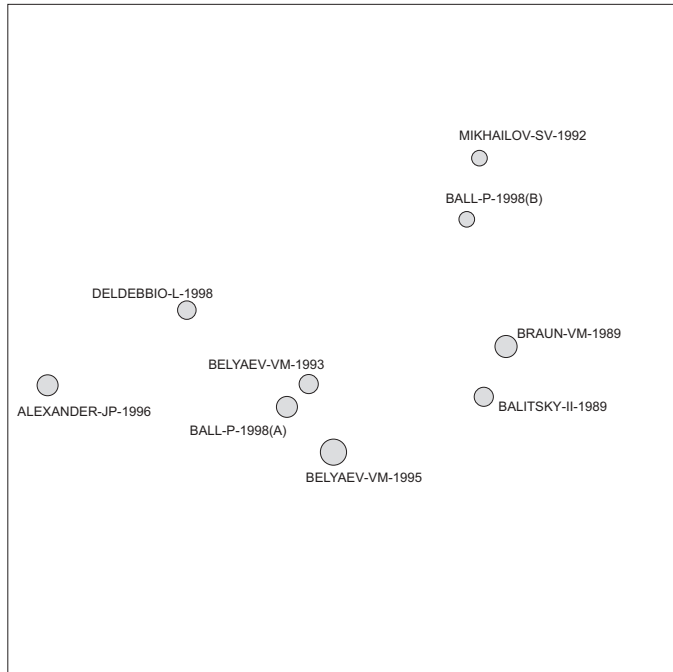 MIKHAILOV-SV-1992
BALL-P-1998(B)
DELDEBBIO-L-1998
BRAUN-VM-1989
BELYAEV-VM-1993
BALITSKY-II-1989
ALEXANDER-JP-1996
BALL-P-1998(A)
BELYAEV-VM-1995